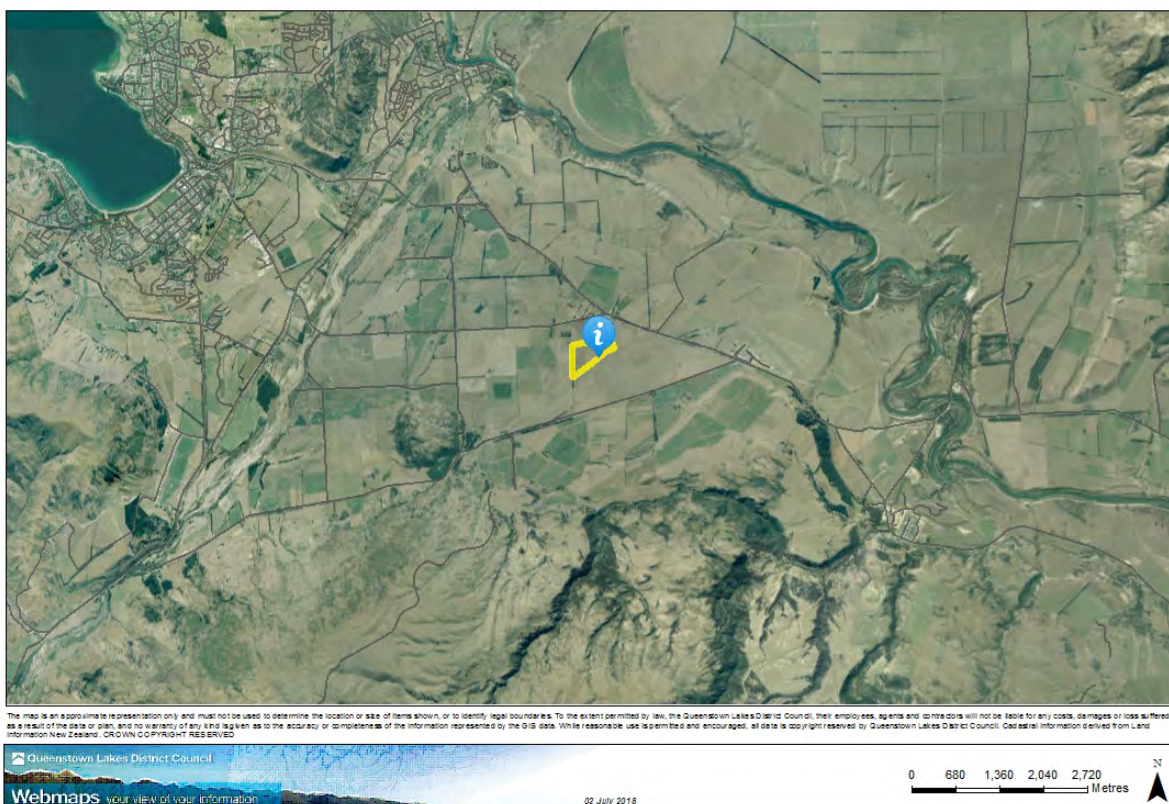 i
The map is an approximate representation only and must not be used to determine the location or size of items shown, or to identify legal boundaries. To the extent permitted by law, the Queenstown Lakes District Council, their employees, agents and contractors will not be liable for any costs, damages or loss suffered
as a result of the data or plan, and no warranty of any kind is given as to the accuracy or completeness of the information represented by the GIS data. While reasonable use is permitted and encouraged, all data is copyright reserved by Queenstown Lakes District Council. Cadastral information derived from Land
Information New Zealand. CROWN COPYRIGHT RESERVED
Queenstown Lakes District Council
Webmaps your view of your information
02 July 2018
0 680 1,360 2,040 2,720
Metres
N